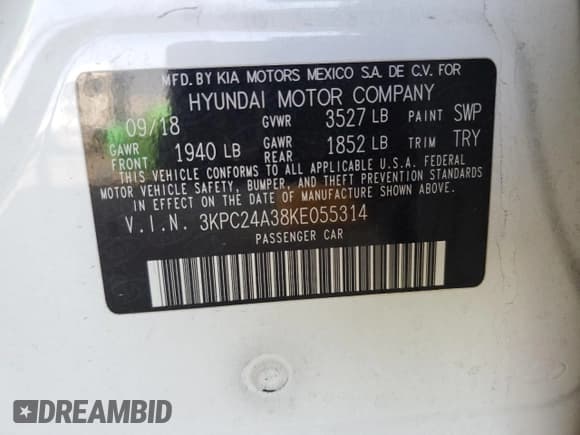 MFD. BY KIA MOTORS MEXICO S.A. DE C.V. FOR
HYUNDAI MOTOR COMPANY
09/18 GVWR 3527 LB PAINT SWP
GAWR FRONT 1940 LB GAWR REAR 1852 LB TRIM TRY
THIS VEHICLE CONFORMS TO ALL APPLICABLE U.S.A. FEDERAL
MOTOR VEHICLE SAFETY, BUMPER, AND THEFT PREVENTION STANDARDS
IN EFFECT ON THE DATE OF MANUFACTURE SHOWN ABOVE.
V.I.N. 3KPC24A38KE055314
PASSENGER CAR
DREAMBID